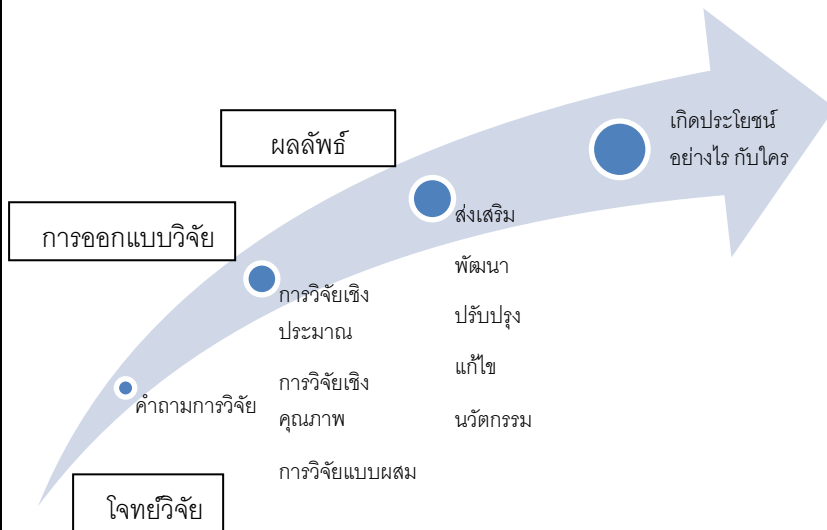 เกิดประโยชน์
อย่างไร กับใคร
ผลลัพธ์
ส่งเสริม
พัฒนา
ปรับปรุง
แก้ไข
นวัตกรรม
การออกแบบวิจัย
การวิจัยเชิง
ประมาณ
การวิจัยเชิง
คุณภาพ
การวิจัยแบบผสม
คำถามการวิจัย
โจทย์วิจัย